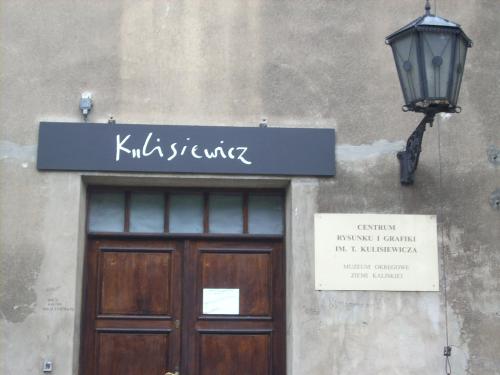 Kulisiewicz
CENTRUM
RYSUNKU I GRAFIKI
IM. T. KULISIEWICZA
MUZEUM OKRĘGOWE
ZIEMI KALISKIEJ